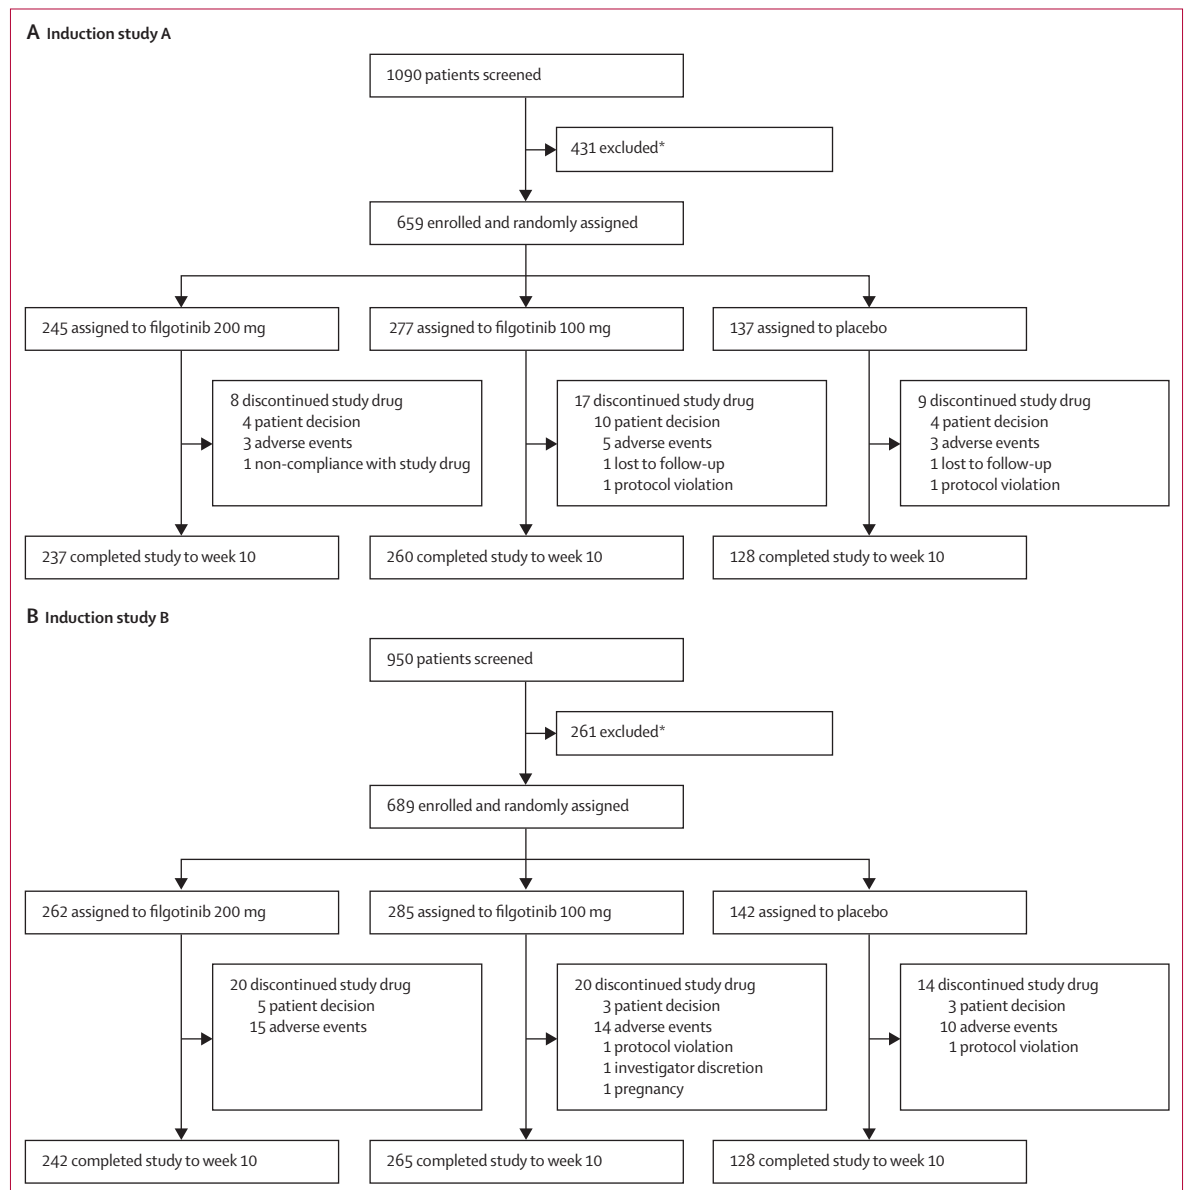 A Induction study A
1090 patients screened
431 excluded*
659 enrolled and randomly assigned
245 assigned to filgotinib 200 mg
277 assigned to filgotinib 100 mg
137 assigned to placebo
8 discontinued study drug
4 patient decision
3 adverse events
1 non-compliance with study drug
17 discontinued study drug
10 patient decision
5 adverse events
1 lost to follow-up
1 protocol violation
9 discontinued study drug
4 patient decision
3 adverse events
1 lost to follow-up
1 protocol violation
237 completed study to week 10
260 completed study to week 10
128 completed study to week 10
B Induction study B
950 patients screened
261 excluded*
689 enrolled and randomly assigned
262 assigned to filgotinib 200 mg
285 assigned to filgotinib 100 mg
142 assigned to placebo
20 discontinued study drug
5 patient decision
15 adverse events
20 discontinued study drug
3 patient decision
14 adverse events
1 protocol violation
1 investigator discretion
1 pregnancy
14 discontinued study drug
3 patient decision
10 adverse events
1 protocol violation
242 completed study to week 10
265 completed study to week 10
128 completed study to week 10